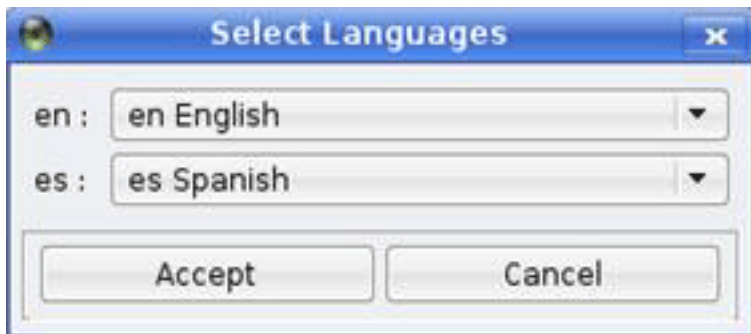 Select Languages
en : en English
es : es Spanish
Accept Cancel